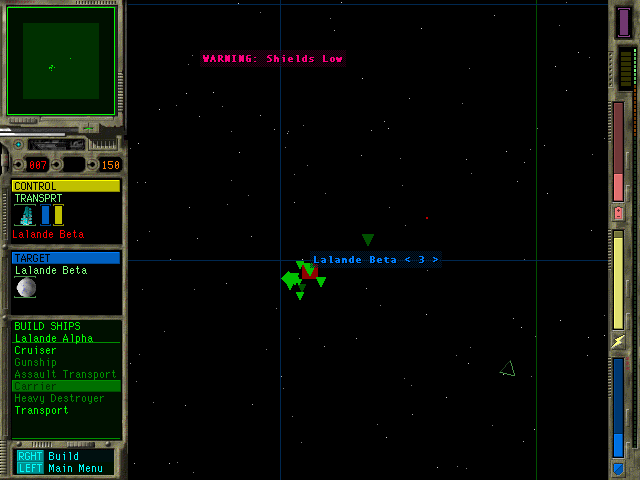 WARNING: Shields Low
007 150
CONTROL
TRANSPRT
Lalande Beta
TARGET
Lalande Beta
Lalande Beta < 3 >
BUILD SHIPS
Lalande Alpha
Cruiser
Gunship
Assault Transport
Carrier
Heavy Destroyer
Transport
RGHT Build
LEFT Main Menu